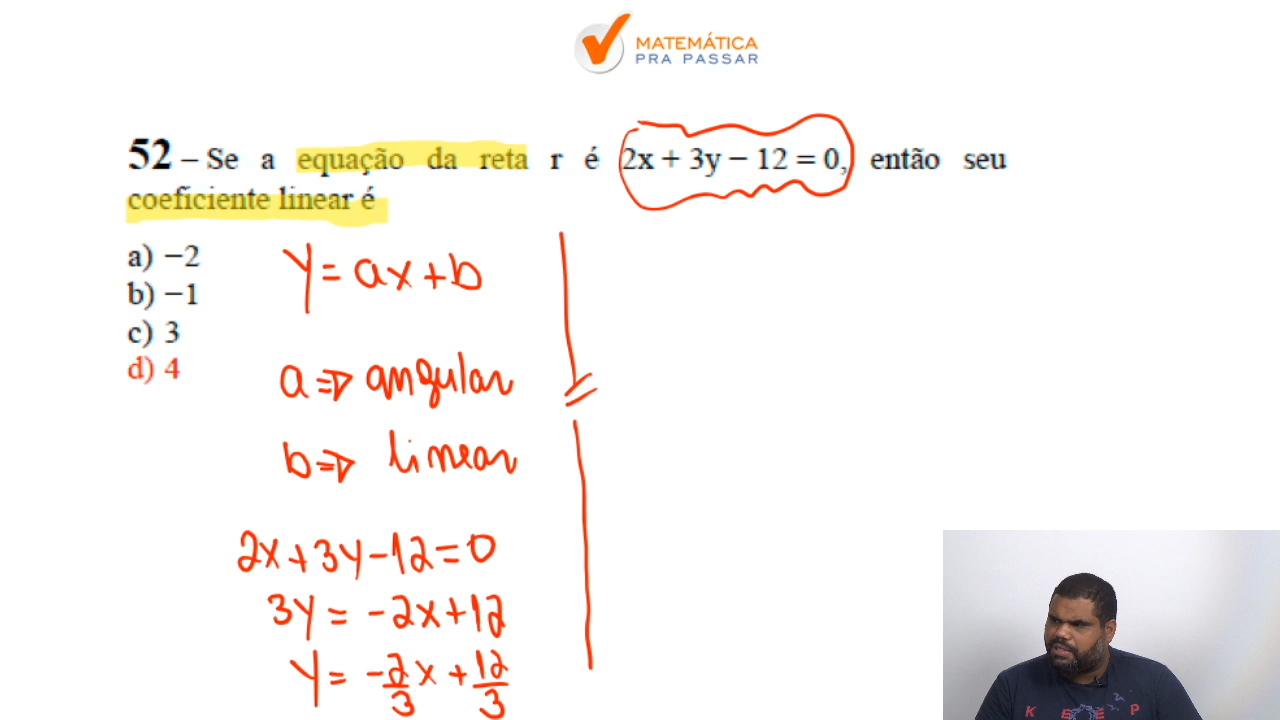 MATEMÁTICA
PRA PASSAR
52 – Se a equação da reta r é 2x + 3y – 12 = 0, então seu
coeficiente linear é
a) –2
b) –1
c) 3
d) 4
Y = ax + b
a ⇒ angular
b ⇒ linear
2x + 3y – 12 = 0
3y = –2x + 12
y = –2/3 x + 12/3
K E E P